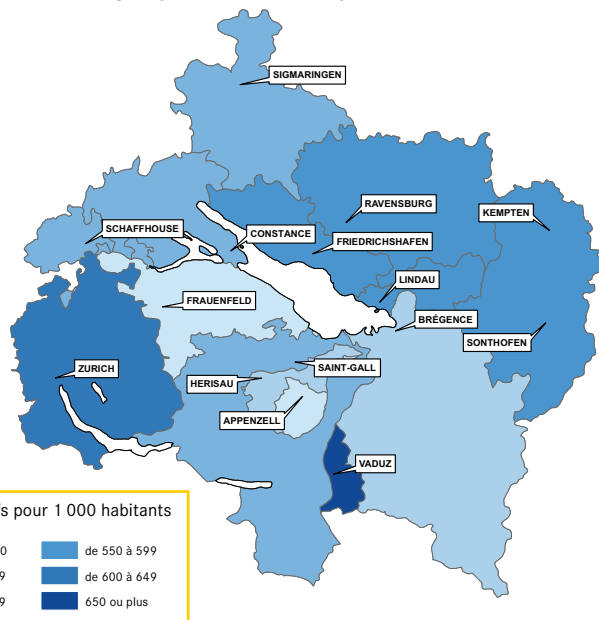 SIGMARINGEN
RAVENSBURG
KEMPTEN
SCHAFFHOUSE
CONSTANCE
FRIEDRICHSHAFEN
LINDAU
FRAUENFELD
BRÉGENCE
SONTHOFEN
ZURICH
SAINT-GALL
HERISAU
APPENZELL
VADUZ
pour 1 000 habitants
de 550 à 599
de 600 à 649
650 ou plus